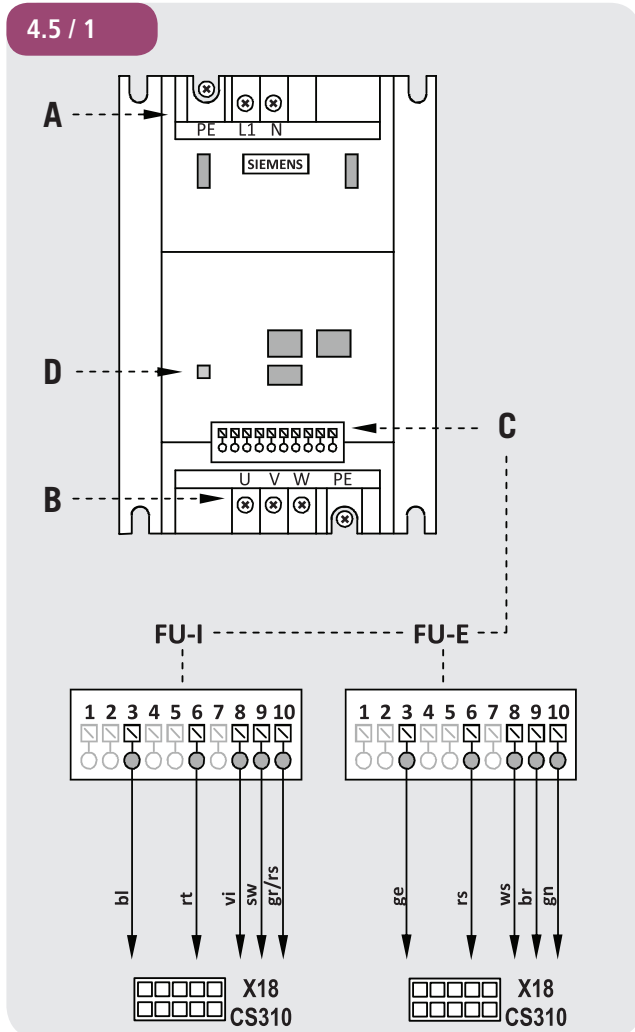 4.5 / 1
A
PE L1 N
SIEMENS
D
C
U V W PE
B
FU-I FU-E
1 2 3 4 5 6 7 8 9 10
1 2 3 4 5 6 7 8 9 10
bl rt vi sw gr/rs
ge rs ws br gn
X18
CS310
X18
CS310